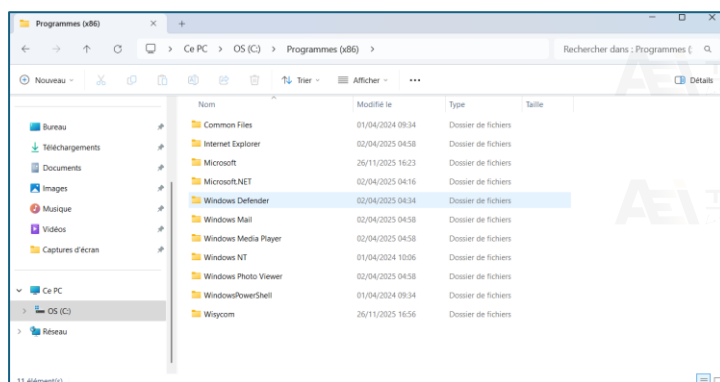 Programmes (x86)
Ce PC > OS (C:) > Programmes (x86) >
Rechercher dans : Programmes (
Nouveau
Trier
Afficher
Détails
Nom Modifié le Type Taille
Bureau
Téléchargements
Documents
Images
Musique
Vidéos
Captures d'écran
Ce PC
OS (C:)
Réseau
Common Files 01/04/2024 09:34 Dossier de fichiers
Internet Explorer 02/04/2025 04:58 Dossier de fichiers
Microsoft 26/11/2025 16:23 Dossier de fichiers
Microsoft.NET 02/04/2025 04:16 Dossier de fichiers
Windows Defender 02/04/2025 04:34 Dossier de fichiers
Windows Mail 02/04/2025 04:58 Dossier de fichiers
Windows Media Player 02/04/2025 04:58 Dossier de fichiers
Windows NT 01/04/2024 10:06 Dossier de fichiers
Windows Photo Viewer 02/04/2025 04:58 Dossier de fichiers
WindowsPowerShell 01/04/2024 09:34 Dossier de fichiers
Wisycom 26/11/2025 16:56 Dossier de fichiers
11 élément(s)